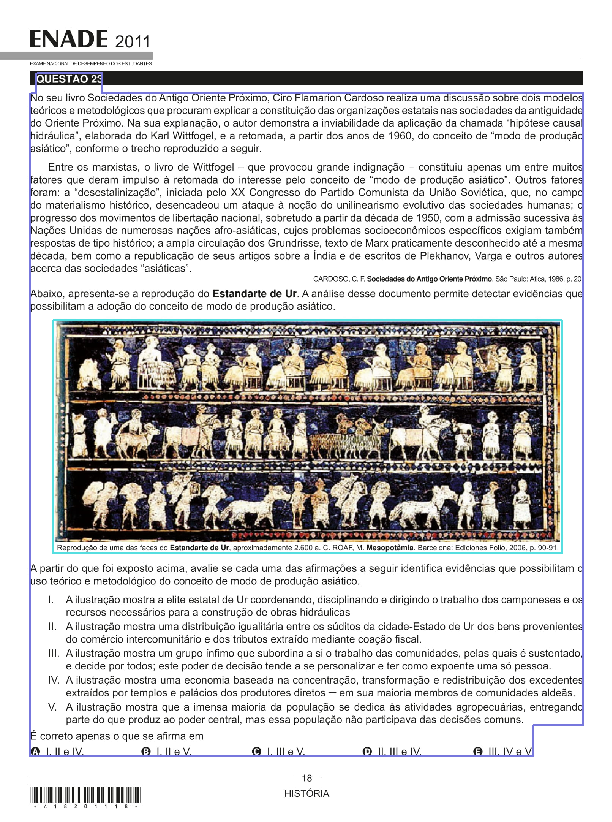 ENADE 2011
EXAME NACIONAL DE DESEMPENHO DOS ESTUDANTES
QUESTÃO 23
No seu livro Sociedades do Antigo Oriente Próximo, Ciro Flamarion Cardoso realiza uma discussão sobre dois modelos
teóricos e metodológicos que procuram explicar a constituição das organizações estatais nas sociedades da antiguidade
do Oriente Próximo. Na sua explanação, o autor demonstra a inviabilidade da aplicação da chamada “hipótese causal
hidráulica”, elaborada do Karl Wittfogel, e a retomada, a partir dos anos de 1960, do conceito de “modo de produção
asiático”, conforme o trecho reproduzido a seguir.
Entre os marxistas, o livro de Wittfogel – que provocou grande indignação – constituiu apenas um entre muitos
fatores que deram impulso à retomada do interesse pelo conceito de “modo de produção asiático”. Outros fatores
foram: a “desestalinização”, iniciada pelo XX Congresso do Partido Comunista da União Soviética, que, no campo
do materialismo histórico, desencadeou um ataque à noção do unilinearismo evolutivo das sociedades humanas; o
progresso dos movimentos de libertação nacional, sobretudo a partir da década de 1950, com a admissão sucessiva às
Nações Unidas de numerosas nações afro-asiáticas, cujos problemas socioeconômicos específicos exigiam também
respostas de tipo histórico; a ampla circulação dos Grundrisse, texto de Marx praticamente desconhecido até a mesma
década, bem como a republicação de seus artigos sobre a Índia e de escritos de Plekhanov, Varga e outros autores
acerca das sociedades “asiáticas”.
CARDOSO, C. F. Sociedades do Antigo Oriente Próximo. São Paulo: Ática, 1986, p. 20.
Abaixo, apresenta-se a reprodução do Estandarte de Ur. A análise desse documento permite detectar evidências que
possibilitam a adoção do conceito de modo de produção asiático.
Reprodução de uma das faces do Estandarte de Ur, aproximadamente 2.600 a. C. ROAF, M. Mesopotâmia. Barcelona: Ediciones Folio, 2006, p. 90-91
A partir do que foi exposto acima, avalie se cada uma das afirmações a seguir identifica evidências que possibilitam o
uso teórico e metodológico do conceito de modo de produção asiático.
I. A ilustração mostra a elite estatal de Ur coordenando, disciplinando e dirigindo o trabalho dos camponeses e os
recursos necessários para a construção de obras hidráulicas
II. A ilustração mostra uma distribuição igualitária entre os súditos da cidade-Estado de Ur dos bens provenientes
do comércio intercomunitário e dos tributos extraído mediante coação fiscal.
III. A ilustração mostra um grupo ínfimo que subordina a si o trabalho das comunidades, pelas quais é sustentado,
e decide por todos; este poder de decisão tende a se personalizar e ter como expoente uma só pessoa.
IV. A ilustração mostra uma economia baseada na concentração, transformação e redistribuição dos excedentes
extraídos por templos e palácios dos produtores diretos — em sua maioria membros de comunidades aldeãs.
V. A ilustração mostra que a imensa maioria da população se dedica às atividades agropecuárias, entregando
parte do que produz ao poder central, mas essa população não participava das decisões comuns.
É correto apenas o que se afirma em
A I, II e IV. B I, II e V. C I, III e V. D II, III e IV. E III, IV e V
18
HISTÓRIA